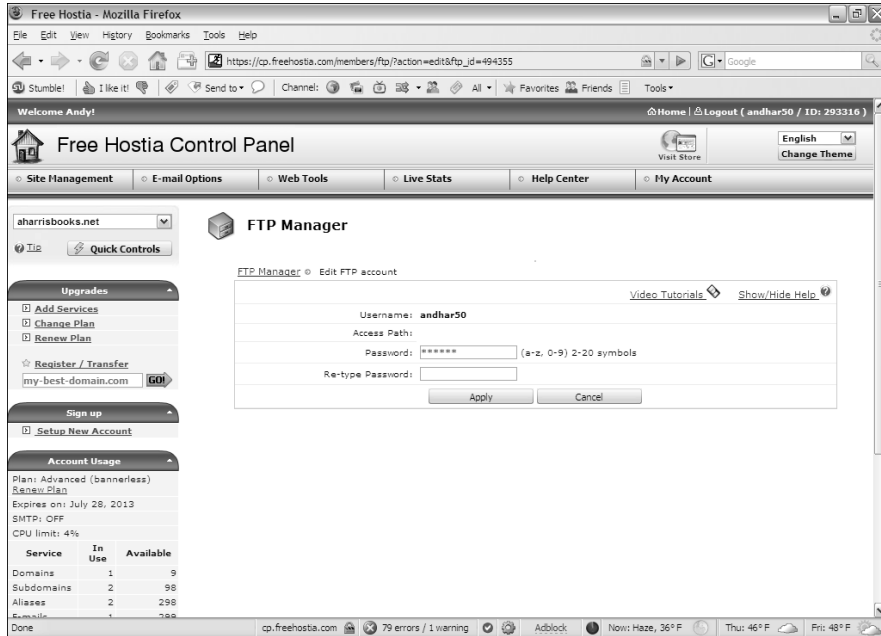 Free Hostia - Mozilla Firefox
File Edit View History Bookmarks Tools Help
https://cp.freehostia.com/members/ftp/?action=edit&ftp_id=494355
G Google
Stumble! I like it! Send to Channel: All Favorites Friends Tools
Welcome Andy!
Home | Logout ( andhar50 / ID: 293316 )
Free Hostia Control Panel
Visit Store
English
Change Theme
Site Management E-mail Options Web Tools Live Stats Help Center My Account
aharrisbooks.net
Tip Quick Controls
Upgrades
Add Services
Change Plan
Renew Plan
Register / Transfer
my-best-domain.com GO!
Sign up
Setup New Account
Account Usage
Plan: Advanced (bannerless)
Renew Plan
Expires on: July 28, 2013
SMTP: OFF
CPU limit: 4%
Service In Use Available
Domains 1 9
Subdomains 2 98
Aliases 2 298
E-mails 1 299
FTP Manager
FTP Manager Edit FTP account
Video Tutorials Show/Hide Help
Username: andhar50
Access Path:
Password: ****** (a-z, 0-9) 2-20 symbols
Re-type Password:
Apply Cancel
Done cp.freehostia.com 79 errors / 1 warning Adblock Now: Haze, 36° F Thu: 46° F Fri: 48° F